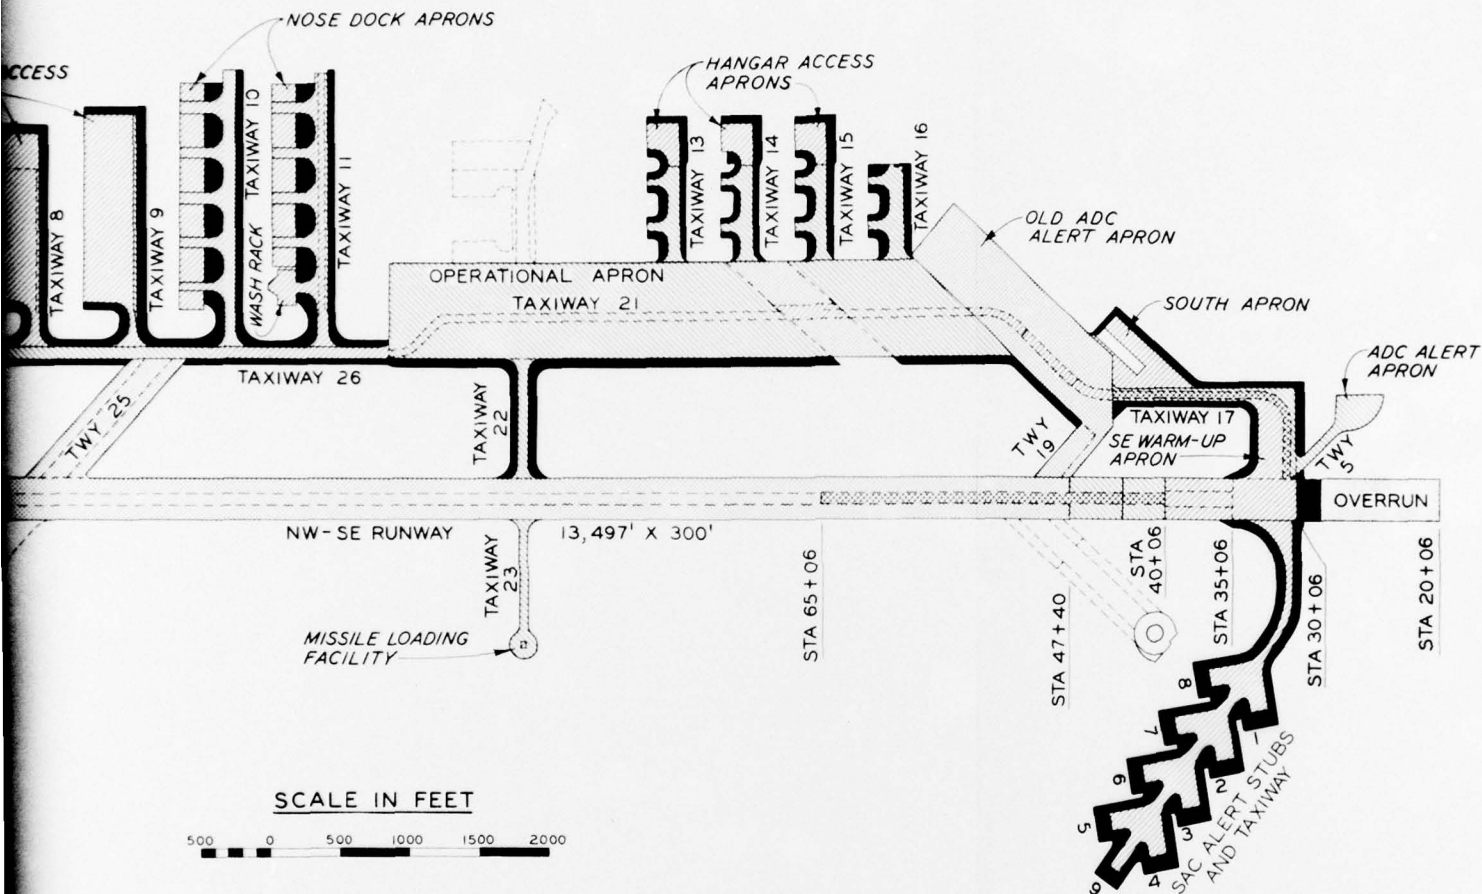 NOSE DOCK APRONS
ACCESS
HANGAR ACCESS
APRONS
TAXIWAY 8
TAXIWAY 9
TAXIWAY 10
WASH RACK
TAXIWAY 11
TAXIWAY 13
TAXIWAY 14
TAXIWAY 15
TAXIWAY 16
OLD ADC
ALERT APRON
OPERATIONAL APRON
TAXIWAY 21
SOUTH APRON
ADC ALERT
APRON
TAXIWAY 26
TWY 25
TAXIWAY
22
TWY
19
TAXIWAY 17
SE WARM-UP
APRON
TWY
5
OVERRUN
NW-SE RUNWAY
13,497' X 300'
TAXIWAY
23
MISSILE LOADING
FACILITY
STA 65+06
STA 47+40
STA
40+06
STA 35+06
STA 30+06
STA 20+06
8
7
6
5
9
4
3
2
1
SAC ALERT STUBS
AND TAXIWAY
SCALE IN FEET
500 0 500 1000 1500 2000